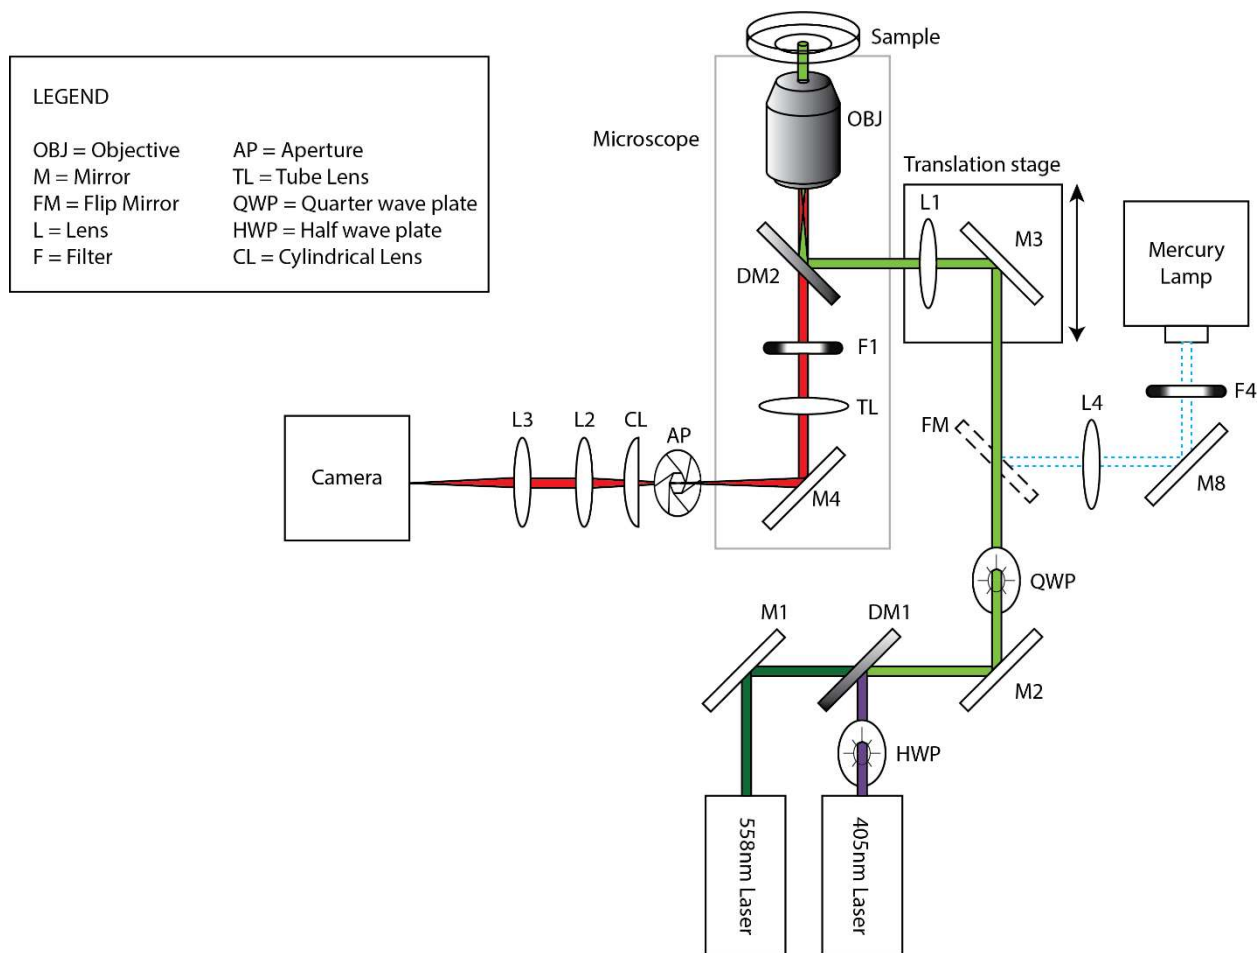 LEGEND
OBJ = Objective
M = Mirror
FM = Flip Mirror
L = Lens
F = Filter
AP = Aperture
TL = Tube Lens
QWP = Quarter wave plate
HWP = Half wave plate
CL = Cylindrical Lens
Sample
OBJ
Microscope
Translation stage
L1
M3
Mercury
Lamp
DM2
F1
F4
TL
L4
FM
L3
L2
CL
AP
Camera
M4
M8
QWP
M1
DM1
M2
HWP
558nm Laser
405nm Laser